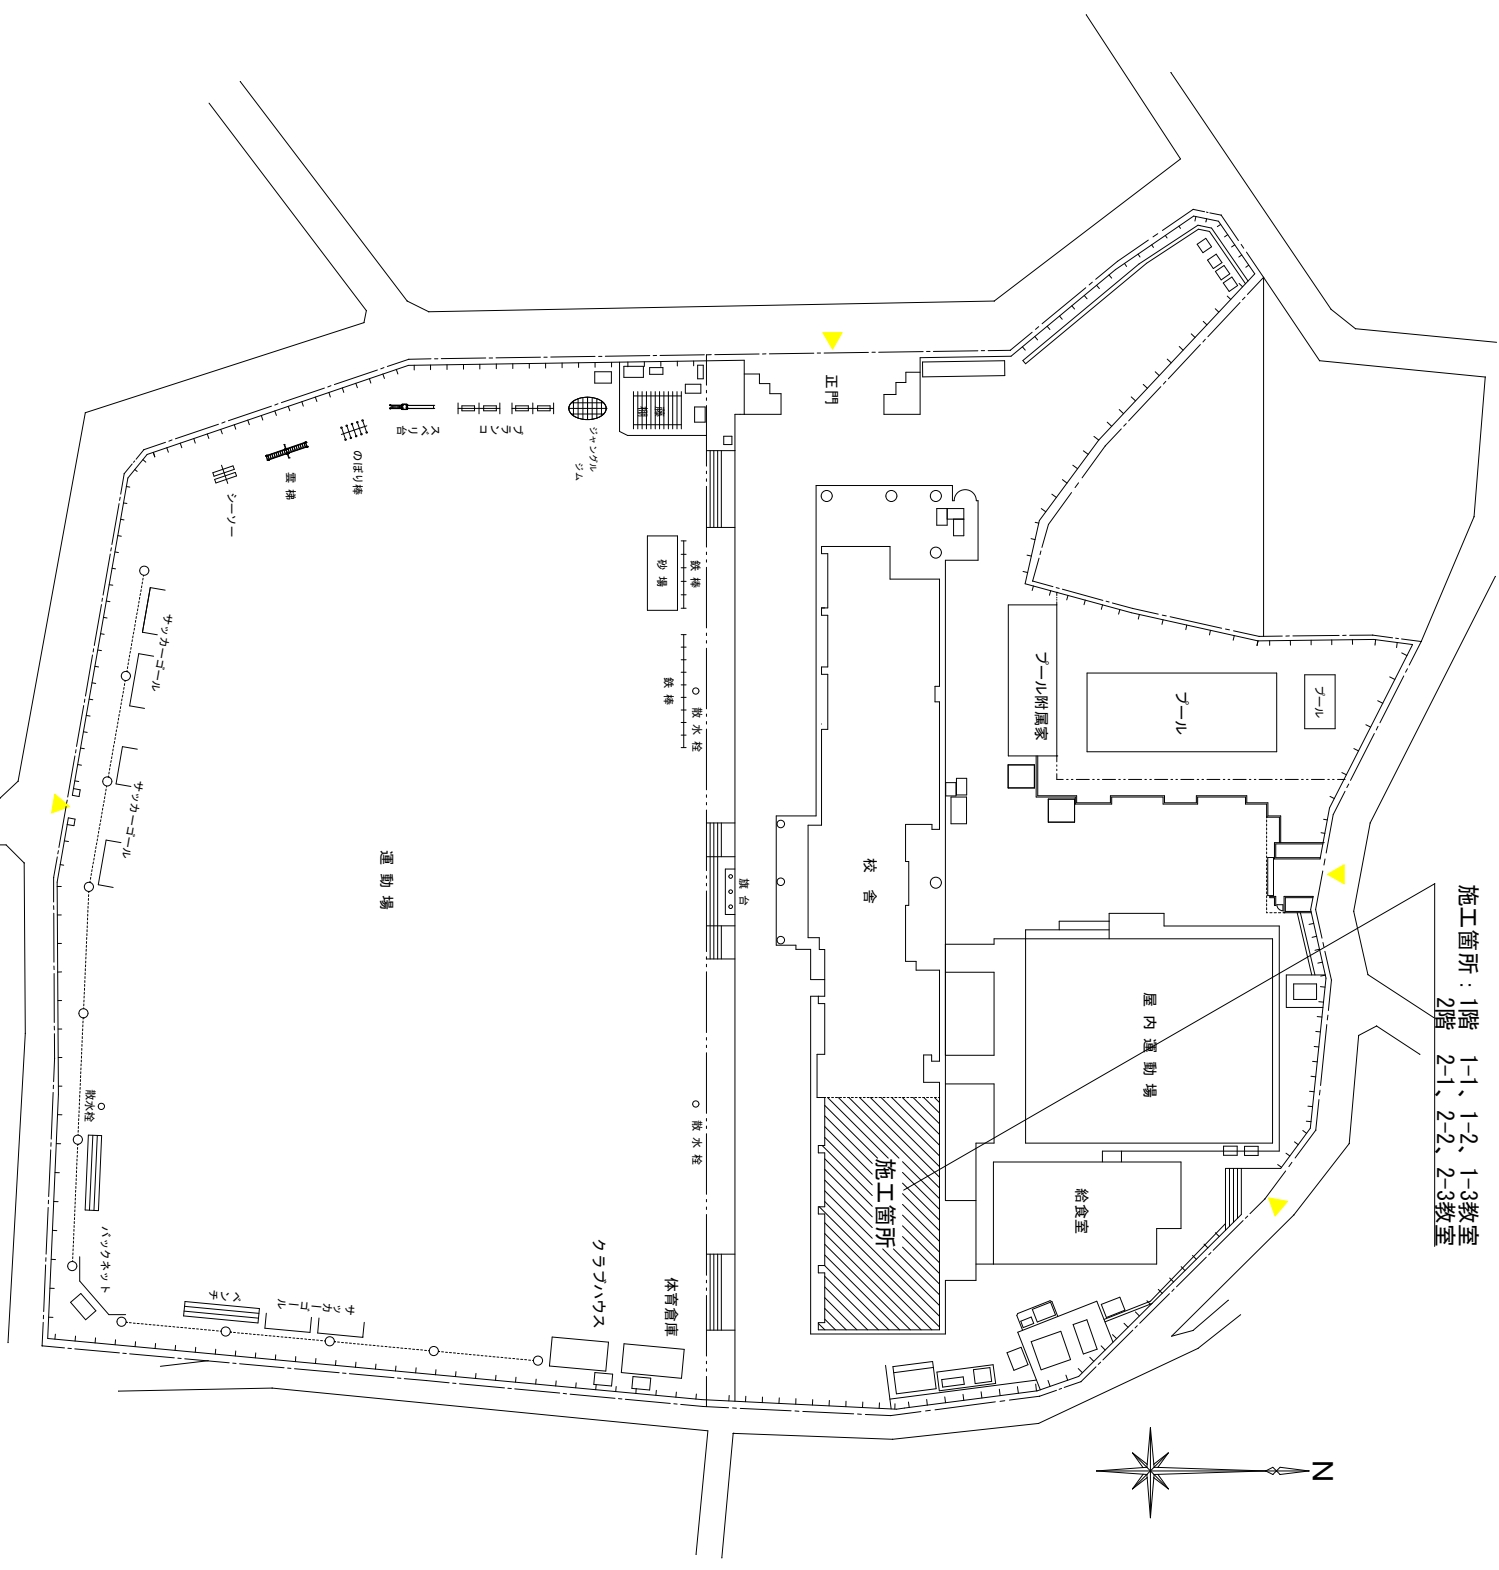 施工箇所：1階　1-1、1-2、1-3教室
2階　2-1、2-2、2-3教室
正門
藤棚
ジャングル
ジム
ブランコ
スベリ台
のぼり棒
雲梯
シーソー
砂場
鉄棒
鉄棒
散水栓
プール附属家
プール
プール
サッカーゴール
サッカーゴール
運動場
旗台
校舎
屋内運動場
散水栓
散水栓
施工箇所
給食室
バックネット
ベンチ
サッカーゴール
クラブハウス
体育倉庫
N